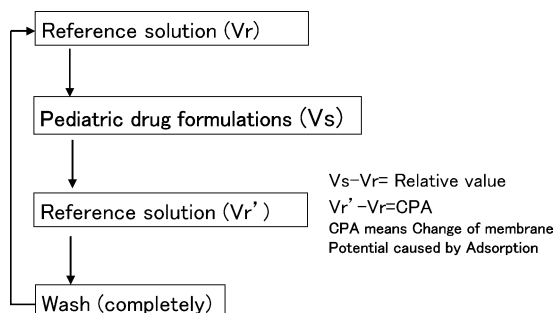 Reference solution (Vr)
Pediatric drug formulations (Vs)
Reference solution (Vr')
Wash (completely)
Vs-Vr= Relative value
Vr'-Vr=CPA
CPA means Change of membrane
Potential caused by Adsorption